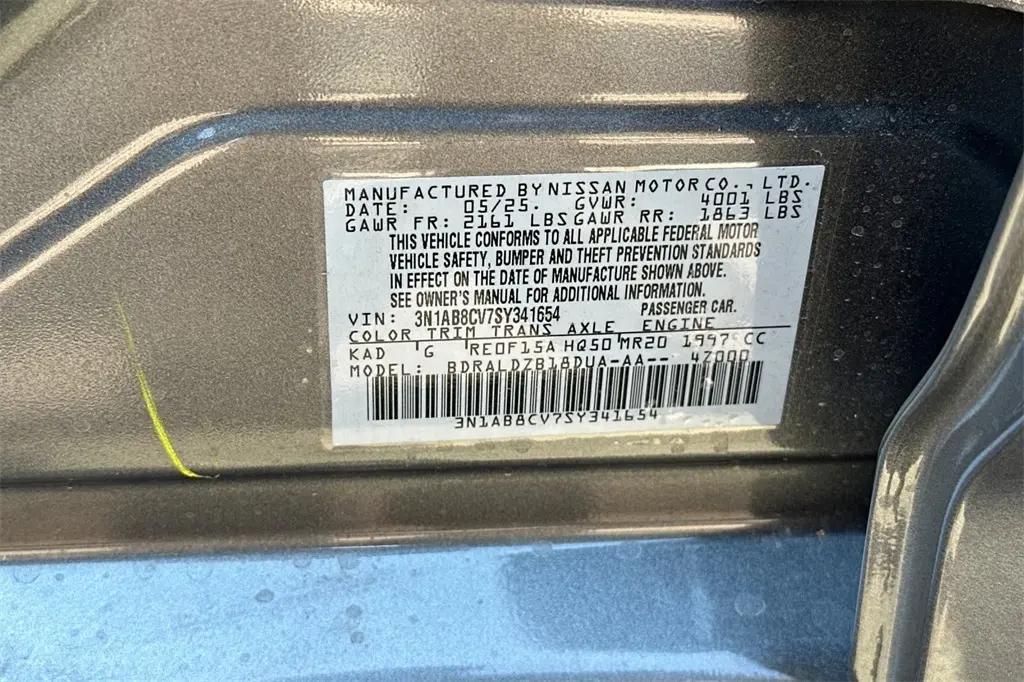 MANUFACTURED BY NISSAN MOTOR CO., LTD.
DATE: 05/25. GVWR: 4001 LBS
GAWR FR: 2161 LBS GAWR RR: 1863 LBS
THIS VEHICLE CONFORMS TO ALL APPLICABLE FEDERAL MOTOR
VEHICLE SAFETY, BUMPER AND THEFT PREVENTION STANDARDS
IN EFFECT ON THE DATE OF MANUFACTURE SHOWN ABOVE.
SEE OWNER'S MANUAL FOR ADDITIONAL INFORMATION.
VIN: 3N1AB8CV7SY341654 PASSENGER CAR.
COLOR TRIM TRANS AXLE ENGINE
KAD G RE0F15A HQ50 MR20 1997 CC
MODEL: BDRALDZB18DUA-AA-- 4Z000
3N1AB8CV7SY341654